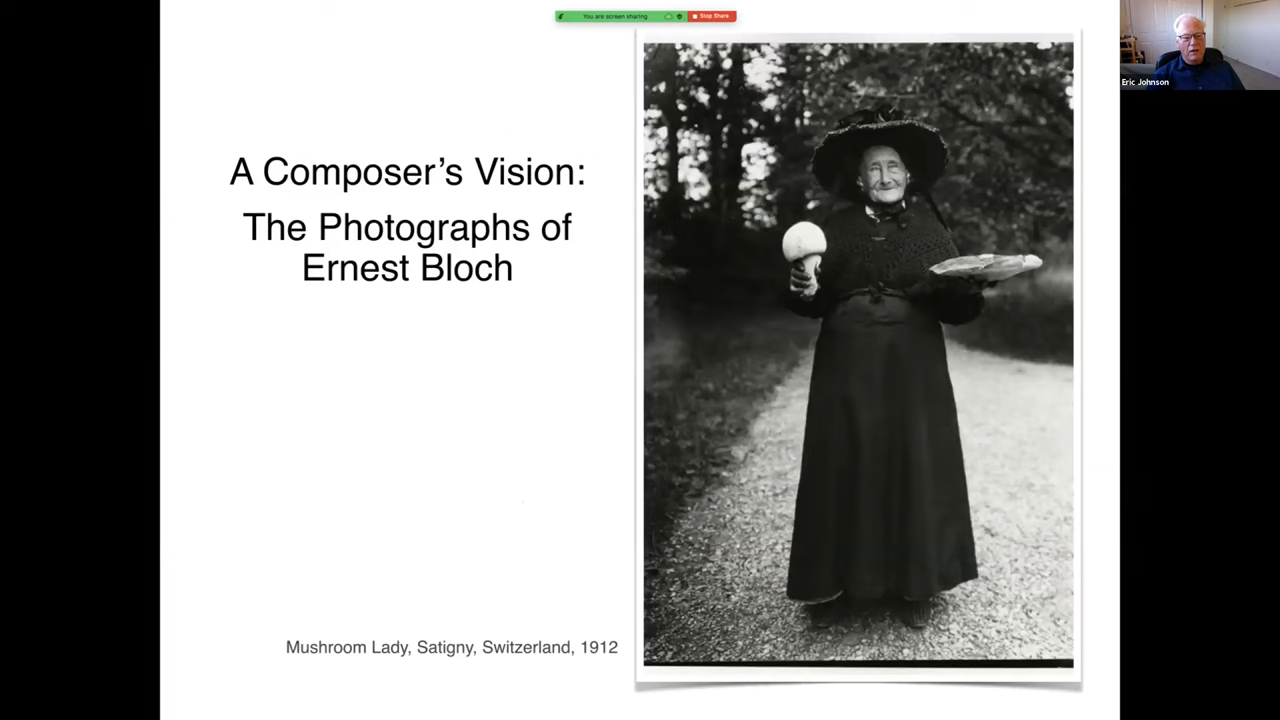 You are screen sharing
Stop Share
Eric Johnson
A Composer’s Vision:
The Photographs of
Ernest Bloch
Mushroom Lady, Satigny, Switzerland, 1912